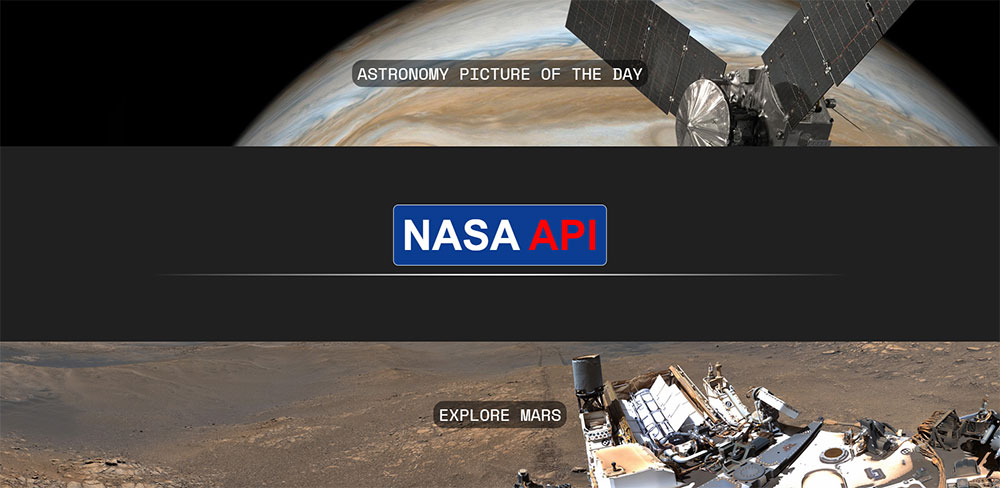 ASTRONOMY PICTURE OF THE DAY
NASA API
EXPLORE MARS